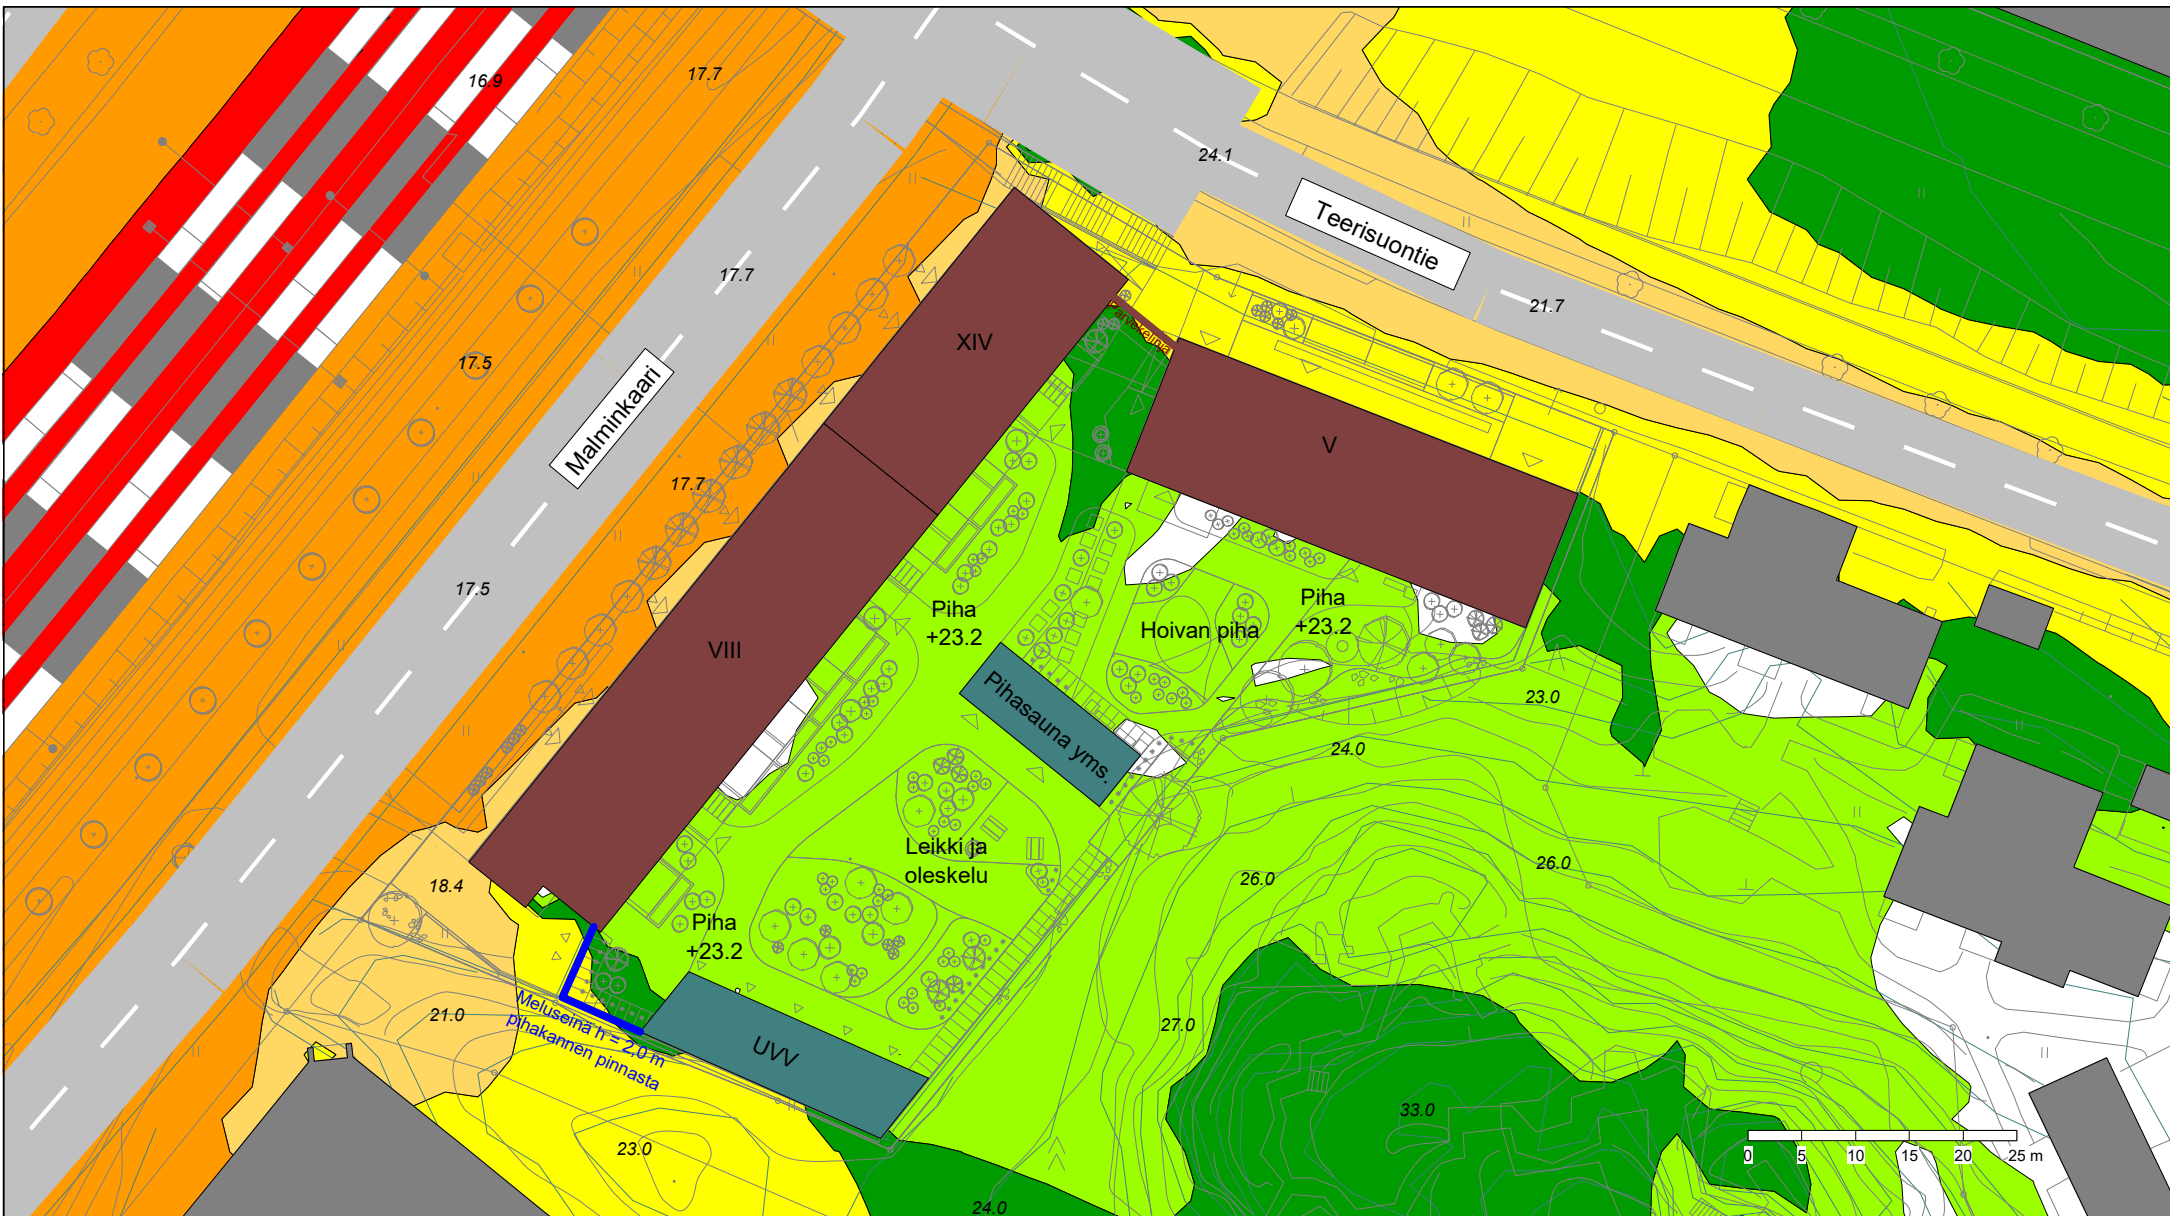 16.9
17.7
24.1
Teerisuontie
17.7
21.7
XIV
Parvekelinja
17.5
Malminkaari
V
17.7
17.5
Piha
+23.2
Piha
+23.2
Hoivan piha
VIII
23.0
Pihasauna yms.
24.0
Leikki ja
oleskelu
26.0
26.0
18.4
Piha
+23.2
21.0
Meluseinä h = 2,0 m
pihakannen pinnasta
27.0
UVV
33.0
23.0
0 5 10 15 20 25 m
24.0